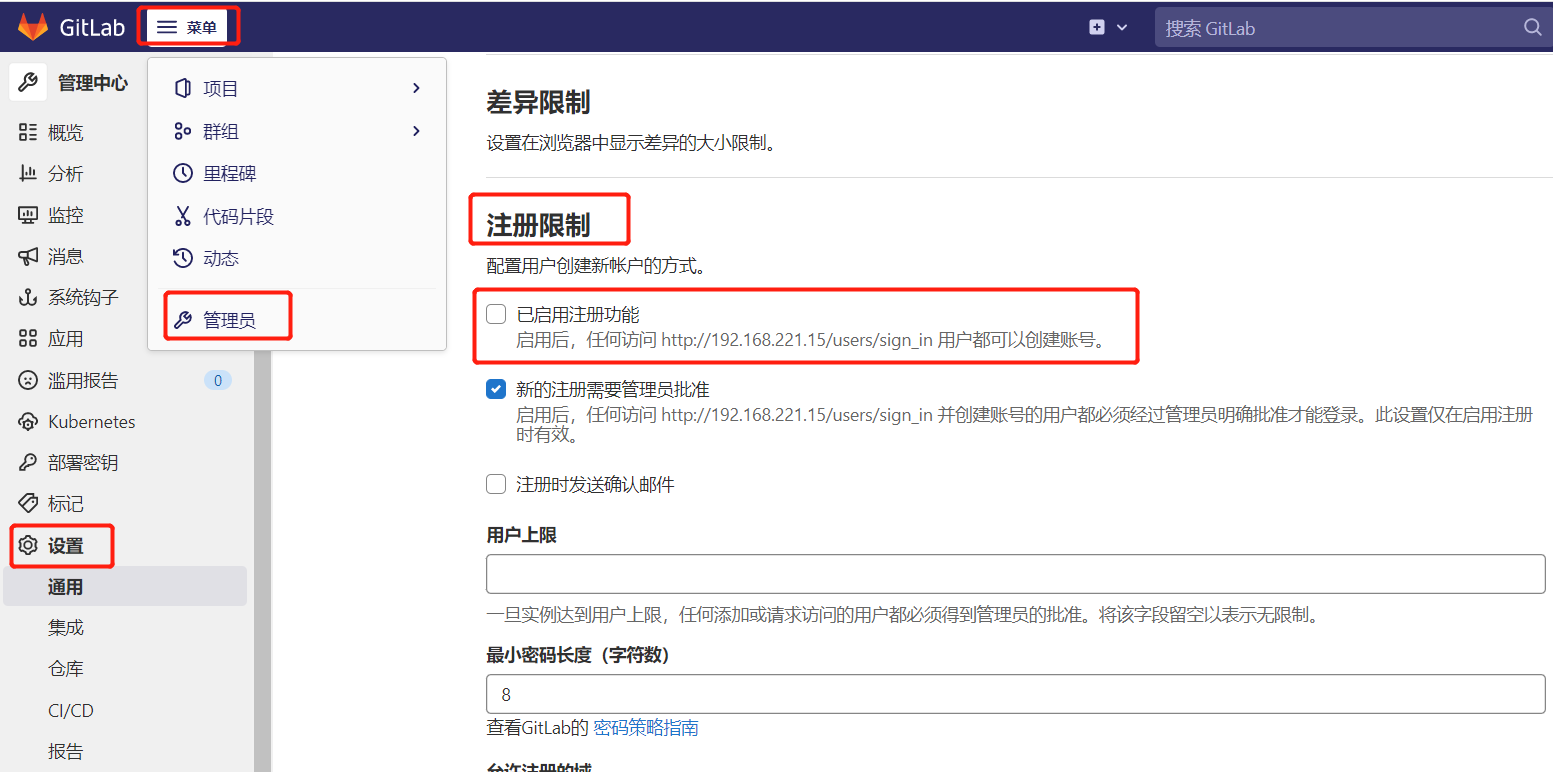 GitLab
菜单
搜索 GitLab
管理中心
概览
分析
监控
消息
系统钩子
应用
滥用报告
0
Kubernetes
部署密钥
标记
设置
通用
集成
仓库
CI/CD
报告
项目
群组
里程碑
代码片段
动态
管理员
差异限制
设置在浏览器中显示差异的大小限制。
注册限制
配置用户创建新帐户的方式。
已启用注册功能
启用后，任何访问 http://192.168.221.15/users/sign_in 用户都可以创建账号。
新的注册需要管理员批准
启用后，任何访问 http://192.168.221.15/users/sign_in 并创建账号的用户都必须经过管理员明确批准才能登录。此设置仅在启用注册
时有效。
注册时发送确认邮件
用户上限
一旦实例达到用户上限，任何添加或请求访问的用户都必须得到管理员的批准。将该字段留空以表示无限制。
最小密码长度（字符数）
8
查看GitLab的 密码策略指南
允许注册的域